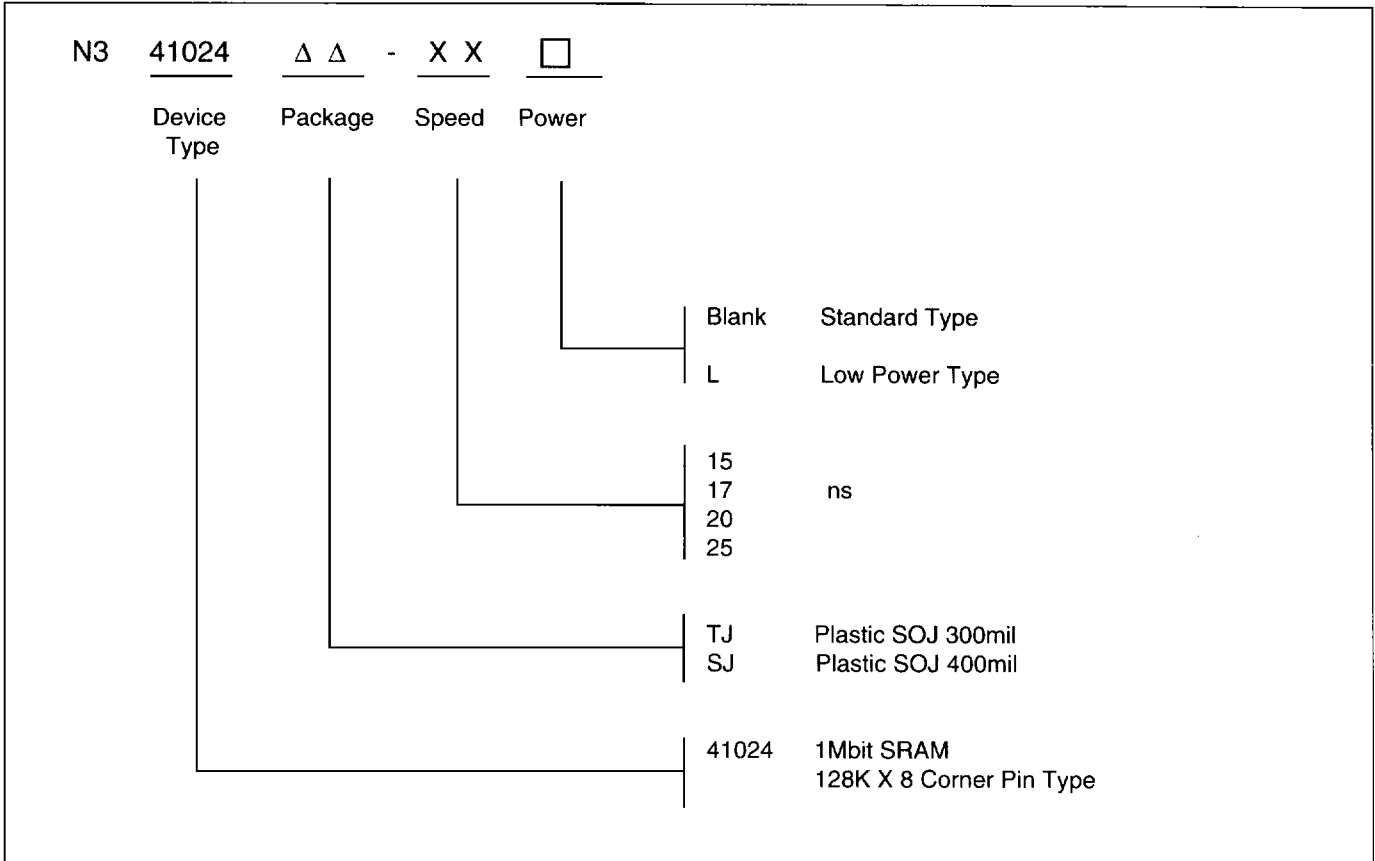 N3 41024 Δ Δ - X X □
Device Package Speed Power
Type
Blank Standard Type
L Low Power Type
15
17 ns
20
25
TJ Plastic SOJ 300mil
SJ Plastic SOJ 400mil
41024 1Mbit SRAM
128K X 8 Corner Pin Type